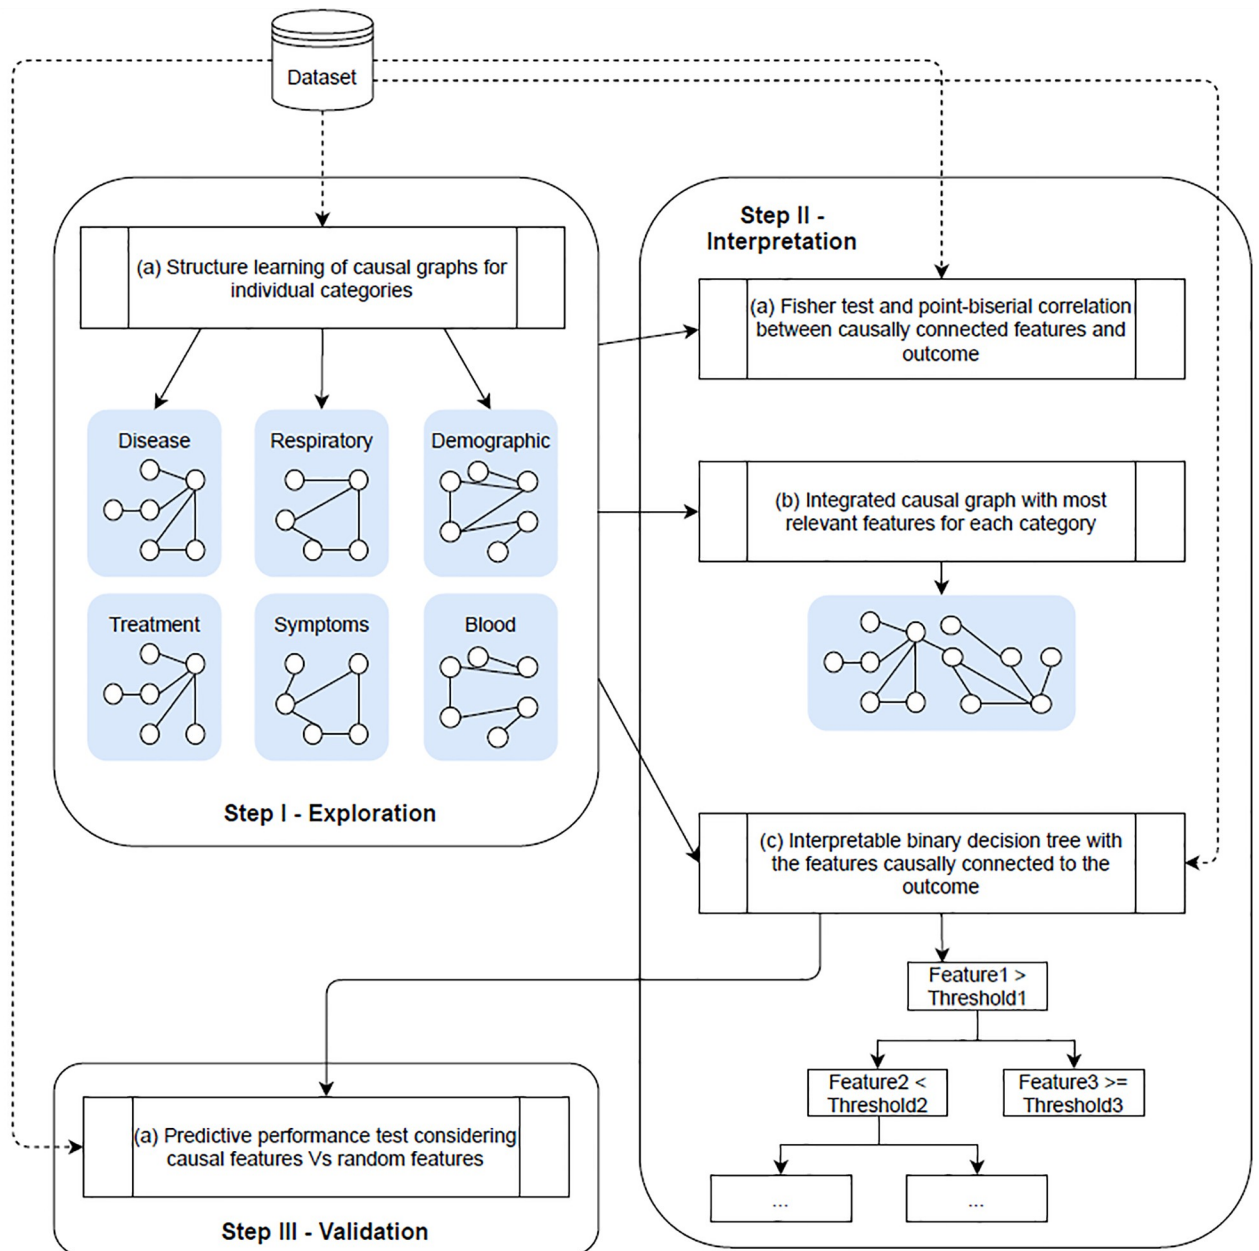 Dataset
(a) Structure learning of causal graphs for
individual categories
Disease
Respiratory
Demographic
Treatment
Symptoms
Blood
Step I - Exploration
Step II -
Interpretation
(a) Fisher test and point-biserial correlation
between causally connected features and
outcome
(b) Integrated causal graph with most
relevant features for each category
(c) Interpretable binary decision tree with
the features causally connected to the
outcome
Feature1 >
Threshold1
Feature2 <
Threshold2
Feature3 >=
Threshold3
...
...
(a) Predictive performance test considering
causal features Vs random features
Step III - Validation